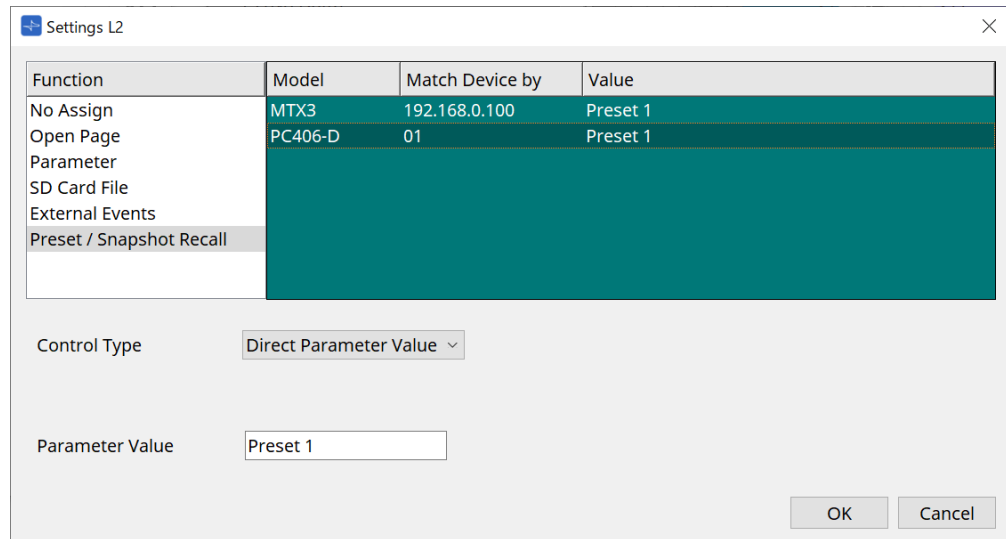 Settings L2
Function Model Match Device by Value
No Assign MTX3 192.168.0.100 Preset 1
Open Page PC406-D 01 Preset 1
Parameter
SD Card File
External Events
Preset / Snapshot Recall
Control Type Direct Parameter Value
Parameter Value Preset 1
OK Cancel